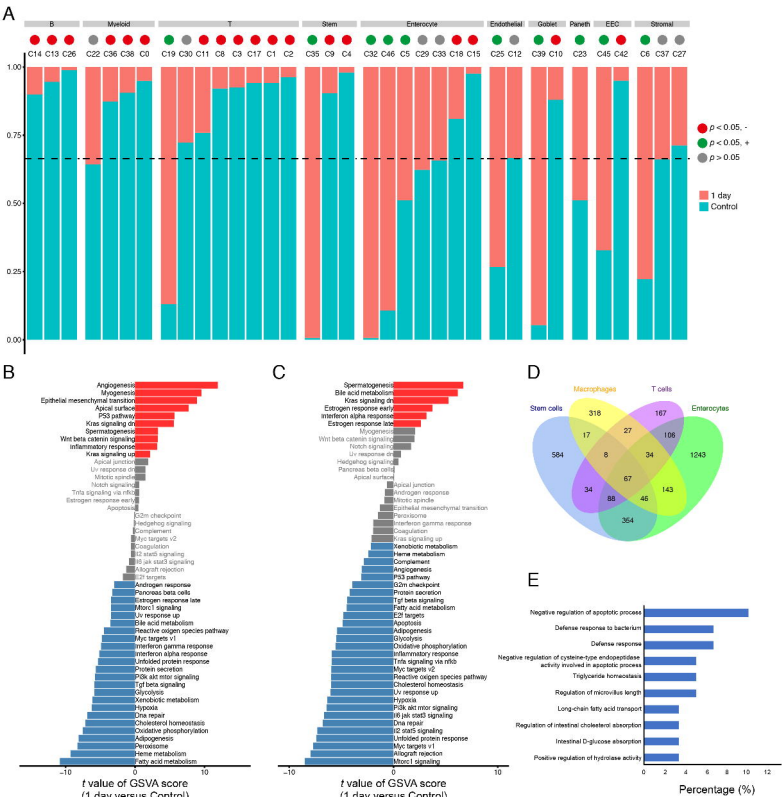 A
B Myeloid T Stem Enterocyte Endothelial Goblet Paneth EEC Stromal
C14 C13 C26 C22 C36 C38 C0 C19 C30 C11 C8 C3 C17 C1 C2 C35 C9 C4 C32 C46 C5 C29 C33 C18 C15 C25 C12 C39 C10 C23 C45 C42 C6 C37 C27
1.00
0.75
0.50
0.25
0.00
p < 0.05, -
p < 0.05, +
p > 0.05
1 day
Control
B
Angiogenesis
Myogenesis
Epithelial mesenchymal transition
Apical surface
P53 pathway
Kras signaling dn
Spermatogenesis
Wnt beta catenin signaling
Inflammatory response
Kras signaling up
Apical junction
Uv response dn
Mitotic spindle
Notch signaling
Tnfa signaling via nfkb
Estrogen response early
Apoptosis
G2m checkpoint
Hedgehog signaling
Complement
Myc targets v2
Coagulation
Il2 stat5 signaling
Il6 jak stat3 signaling
Allograft rejection
E2f targets
Androgen response
Pancreas beta cells
Estrogen response late
Mtorc1 signaling
Uv response up
Bile acid metabolism
Reactive oxigen species pathway
Myc targets v1
Interferon gamma response
Interferon alpha response
Unfolded protein response
Protein secretion
Pi3k akt mtor signaling
Tgf beta signaling
Glycolysis
Xenobiotic metabolism
Hypoxia
Dna repair
Cholesterol homeostasis
Oxidative phosphorylation
Adipogenesis
Peroxisome
Heme metabolism
Fatty acid metabolism
−10 0 10
t value of GSVA score
(1 day versus Control)
C
Spermatogenesis
Bile acid metabolism
Kras signaling dn
Estrogen response early
Interferon alpha response
Estrogen response late
Myogenesis
Wnt beta catenin signaling
Notch signaling
Uv response dn
Hedgehog signaling
Pancreas beta cells
Apical surface
Apical junction
Androgen response
Mitotic spindle
Epithelial mesenchymal transition
Peroxisome
Interferon gamma response
Coagulation
Kras signaling up
Xenobiotic metabolism
Heme metabolism
Complement
Angiogenesis
P53 pathway
G2m checkpoint
Protein secretion
Tgf beta signaling
Fatty acid metabolism
E2f targets
Apoptosis
Adipogenesis
Glycolysis
Oxidative phosphorylation
Inflammatory response
Tnfa signaling via nfkb
Myc targets v2
Reactive oxigen species pathway
Cholesterol homeostasis
Uv response up
Hypoxia
Pi3k akt mtor signaling
Il6 jak stat3 signaling
Dna repair
Il2 stat5 signaling
Unfolded protein response
Myc targets v1
Allograft rejection
Mtorc1 signaling
−10 0 10
t value of GSVA score
(1 day versus Control)
D
Macrophages T cells
Stem cells Enterocytes
318 167
17 27 106
584 8 34 1243
67
34 88 46 143
364
E
Negative regulation of apoptotic process
Defense response to bacterium
Defense response
Negative regulation of cysteine-type endopeptidase
activity involved in apoptotic process
Triglyceride homeostasis
Regulation of microvilus length
Long-chain fatty acid transport
Regulation of intestinal cholesterol absorption
Intestinal D-glucose absorption
Positive regulation of hydrolase activity
0 2 4 6 8 10 12
Percentage (%)